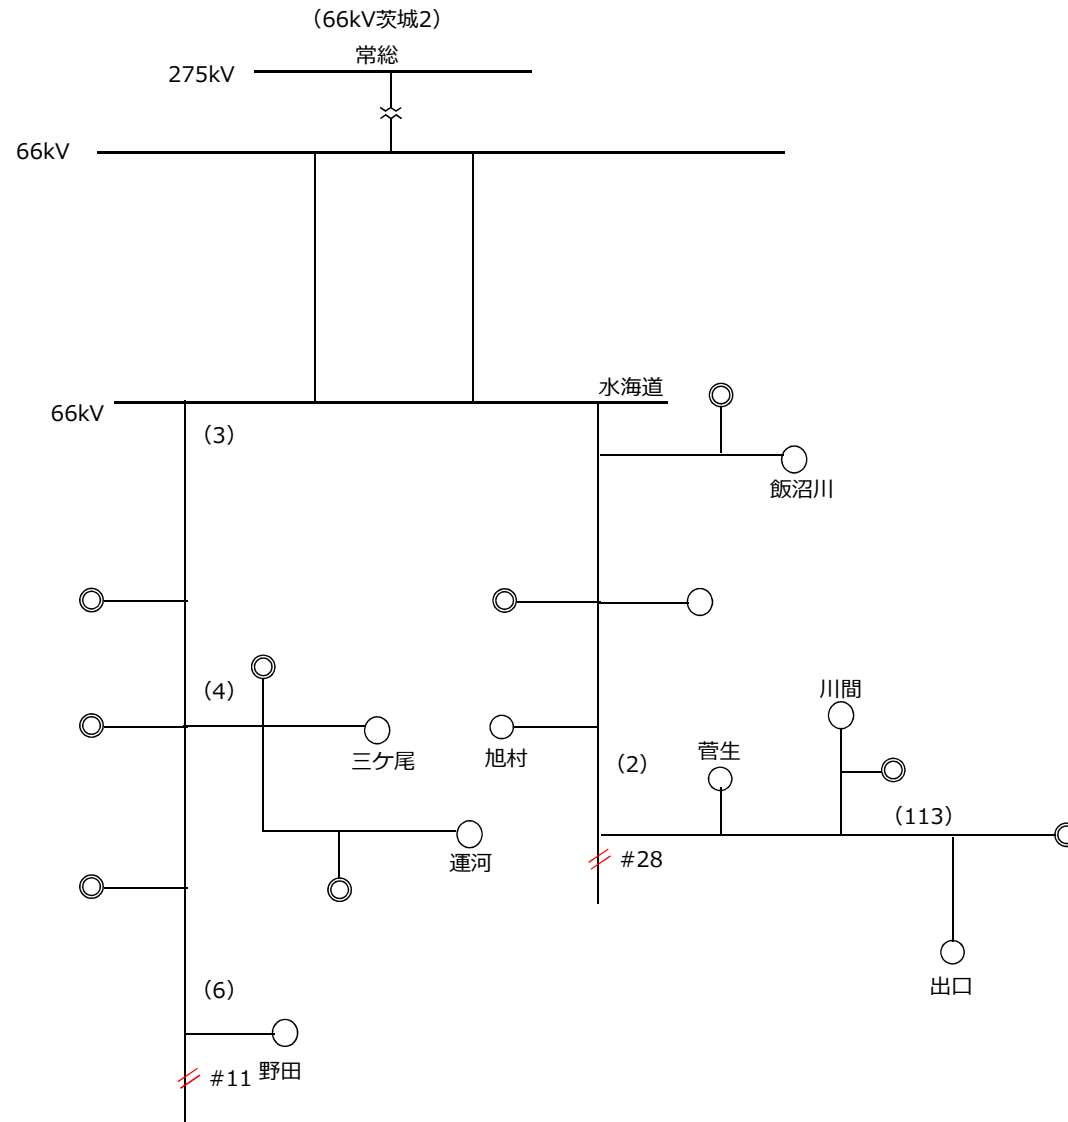 （66kV茨城2）
常総
275kV
66kV
水海道
66kV
（3）
飯沼川
（4）
川間
三ケ尾
旭村
（2）
菅生
（113）
運河
#28
（6）
出口
#11
野田